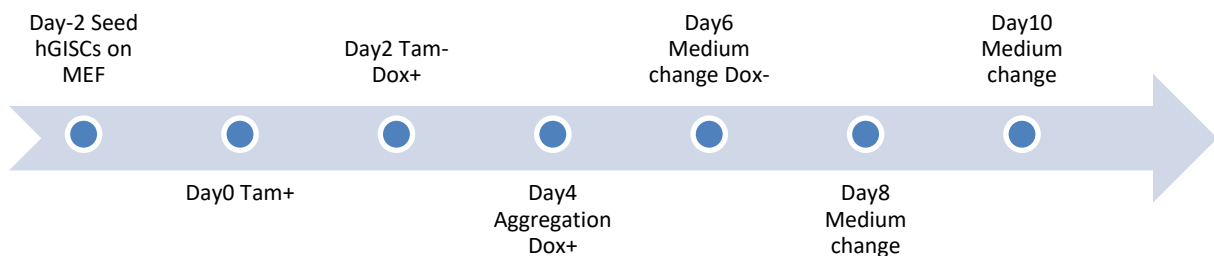 Day-2 Seed
hGISCs on
MEF
Day0 Tam+
Day2 Tam-
Dox+
Day4
Aggregation
Dox+
Day6
Medium
change Dox-
Day8
Medium
change
Day10
Medium
change